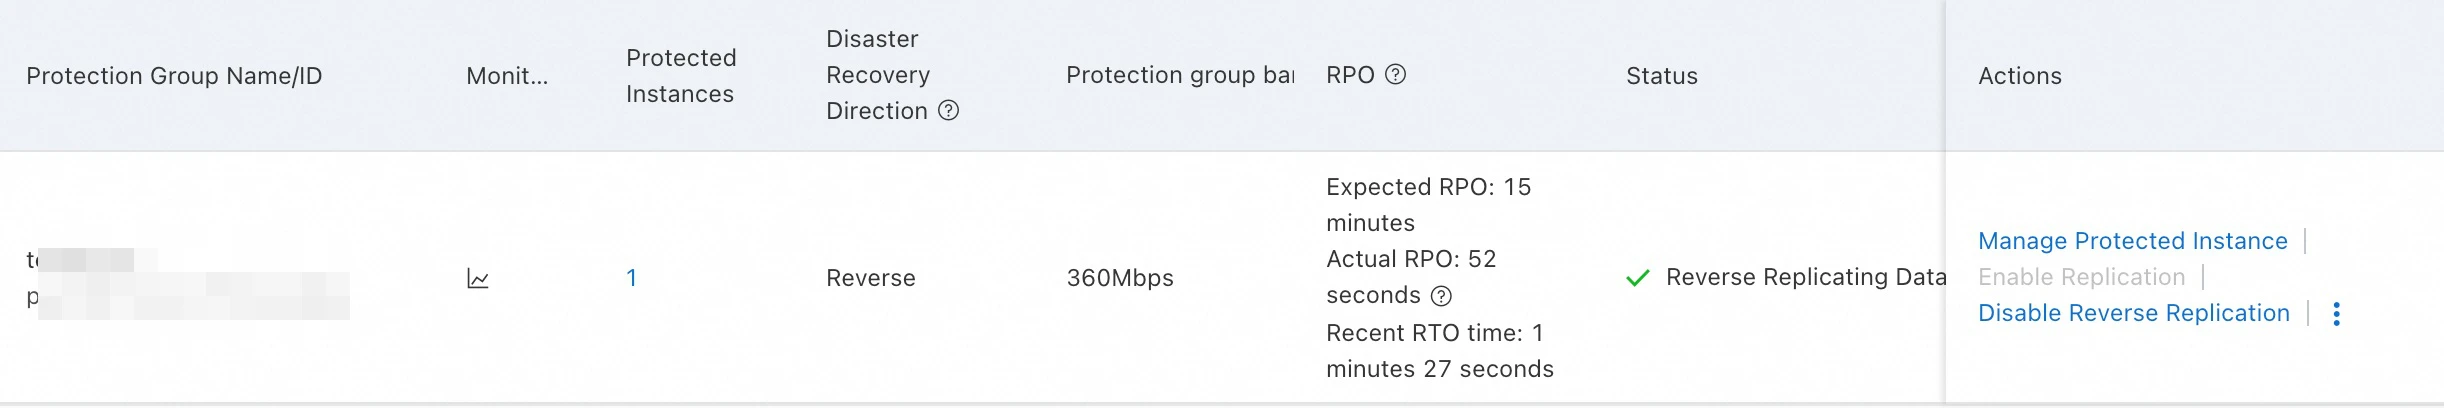 Protection Group Name/ID
Monit...
Protected
Instances
Disaster
Recovery
Direction
Protection group
RPO
Status
Actions
1
Reverse
360Mbps
Expected RPO: 15
minutes
Actual RPO: 52
seconds
Recent RTO time: 1
minutes 27 seconds
Reverse Replicating Data
Manage Protected Instance
Enable Replication
Disable Reverse Replication